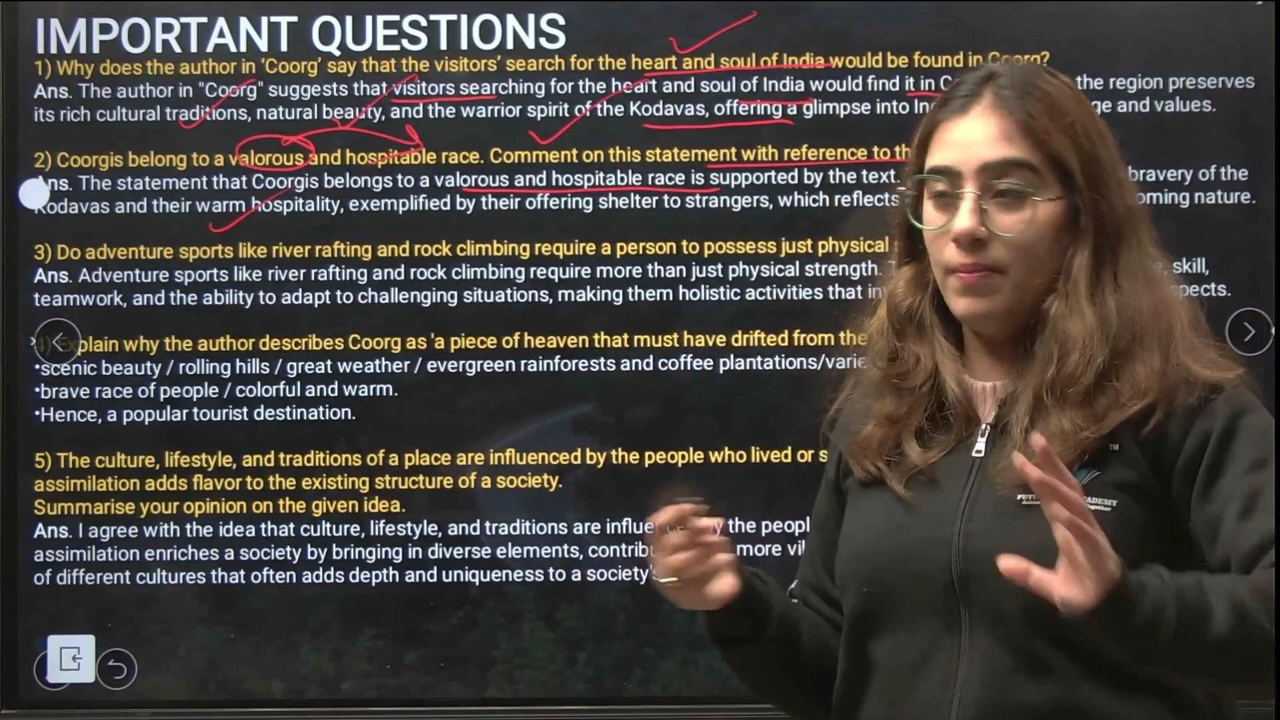 IMPORTANT QUESTIONS
1) Why does the author in 'Coorg' say that the visitors' search for the heart and soul of India would be found in Coorg?
Ans. The author in "Coorg" suggests that visitors searching for the heart and soul of India would find it in the region preserves
its rich cultural traditions, natural beauty, and the warrior spirit of the Kodavas, offering a glimpse into and values.
2) Coorgis belong to a valorous and hospitable race. Comment on this statement with reference to
Ans. The statement that Coorgis belongs to a valorous and hospitable race is supported by the text. bravery of the
Kodavas and their warm hospitality, exemplified by their offering shelter to strangers, which reflects nature.
3) Do adventure sports like river rafting and rock climbing require a person to possess just physical
Ans. Adventure sports like river rafting and rock climbing require more than just physical strength. skill,
teamwork, and the ability to adapt to challenging situations, making them holistic activities that
4) Explain why the author describes Coorg as 'a piece of heaven that must have drifted from the
•scenic beauty / rolling hills / great weather / evergreen rainforests and coffee plantations/
•brave race of people / colorful and warm.
•Hence, a popular tourist destination.
5) The culture, lifestyle, and traditions of a place are influenced by the people who lived or
assimilation adds flavor to the existing structure of a society.
Summarise your opinion on the given idea.
Ans. I agree with the idea that culture, lifestyle, and traditions are the
assimilation enriches a society by bringing in diverse elements, more
of different cultures that often adds depth and uniqueness to a society